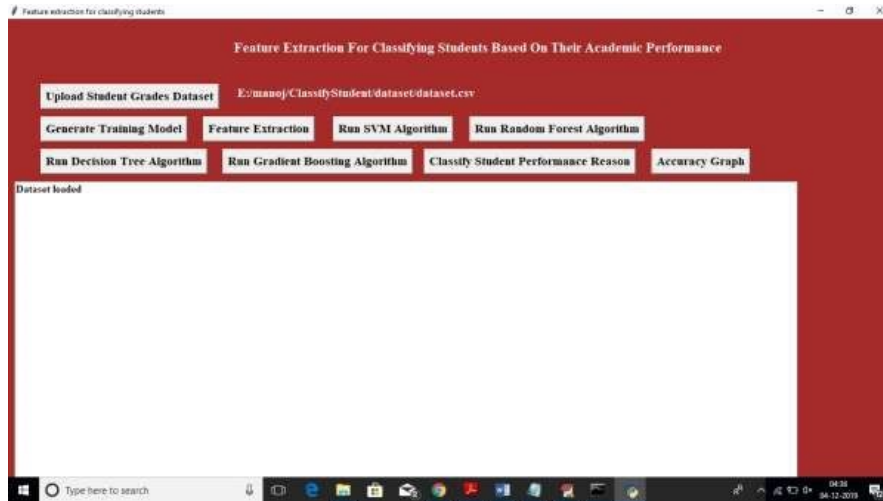 Feature extraction for classifying students
Feature Extraction For Classifying Students Based On Their Academic Performance
Upload Student Grades Dataset E:/manoj/ClassifyStudent/dataset/dataset.csv
Generate Training Model Feature Extraction Run SVM Algorithm Run Random Forest Algorithm
Run Decision Tree Algorithm Run Gradient Boosting Algorithm Classify Student Performance Reason Accuracy Graph
Dataset loaded
Type here to search
04:36
04-12-2019